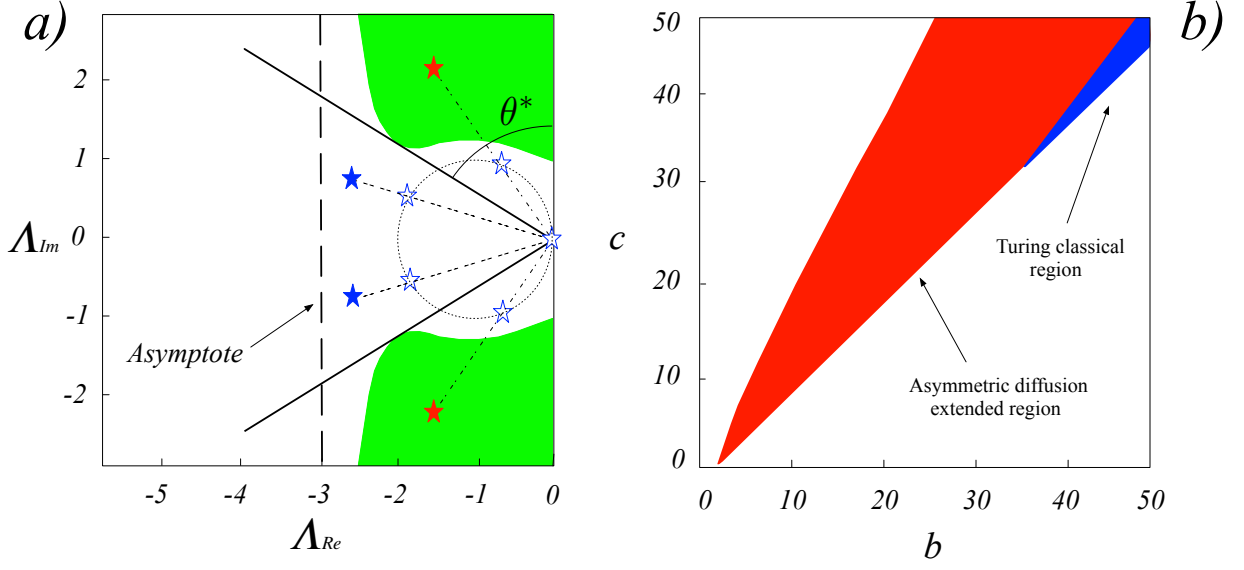 a)
2
1
0
-1
-2
Λ_Im
θ*
Asymptote
-5 -4 -3 -2 -1 0
Λ_Re
b)
50
40
30
20
10
0
c
Turing classical
region
Asymmetric diffusion
extended region
0 10 20 30 40 50
b